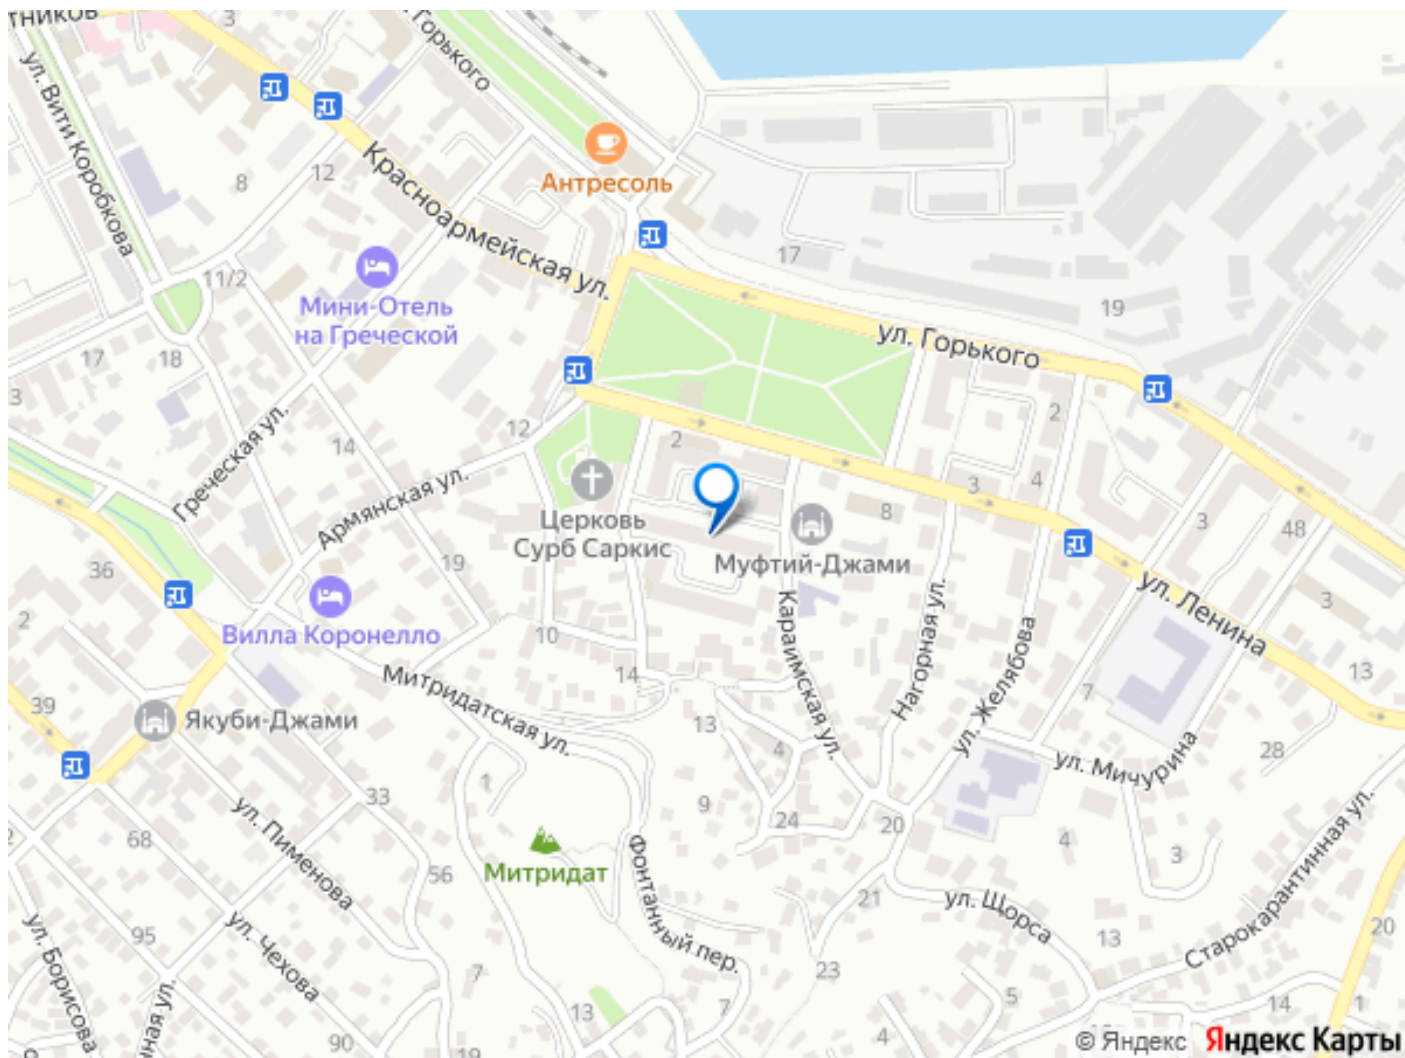 тников
3
Горького
ул. Вити Коробкова
8
12
Красноармейская ул.
Антресоль
17
11/2
Мини-Отель
на Греческой
19
ул. Горького
17
18
3
Греческая ул.
14
12
2
2
4
3
Армянская ул.
Церковь
Сурб Саркис
8
Муфтий-Джами
3
48
36
19
ул. Ленина
2
Вилла Коронелло
10
14
Караимская ул.
Нагорная ул.
ул. Желябова
3
13
39
Якуби-Джами
Митридатская ул.
13
4
7
ул. Мичурина
28
1
33
9
24
20
68
ул. Пименова
Митридат
56
Фонтанный пер.
4
3
21
ул. Щорса
Старокарантинная ул.
ул. Борисова
95
ул. Чехова
7
23
13
20
ная ул.
13
7
5
14
1
90
19
4
© Яндекс Яндекс Карты